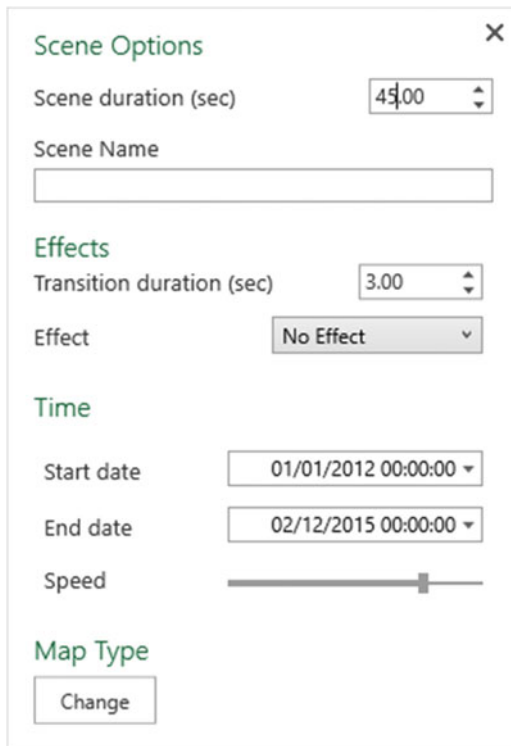 Scene Options
Scene duration (sec) 45.00
Scene Name
Effects
Transition duration (sec) 3.00
Effect No Effect
Time
Start date 01/01/2012 00:00:00
End date 02/12/2015 00:00:00
Speed
Map Type
Change